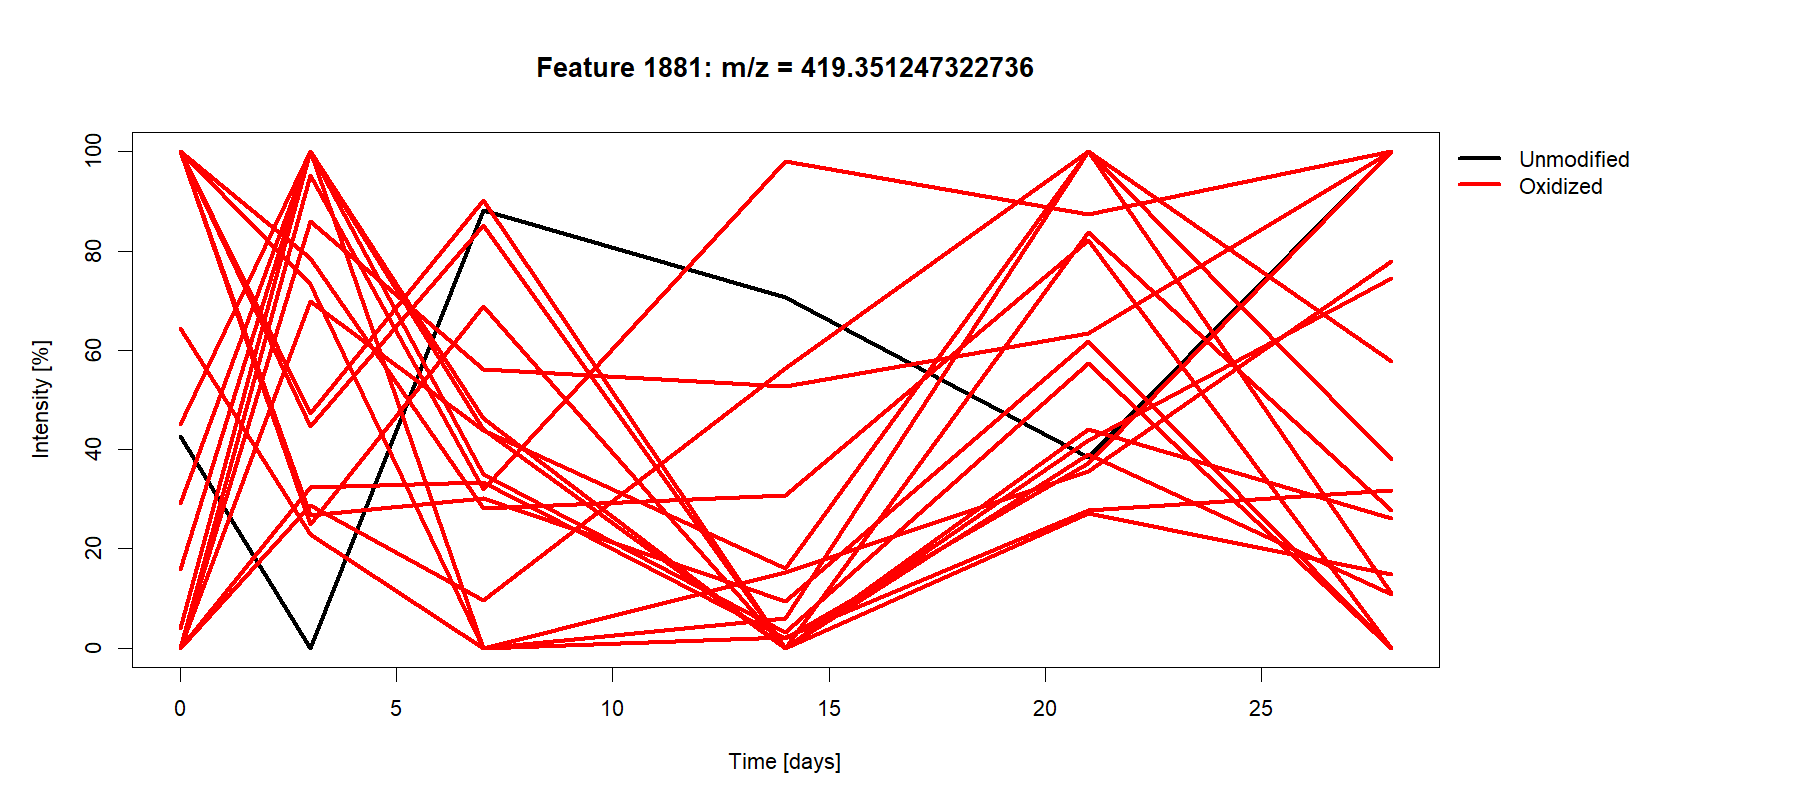 Feature 1881: m/z = 419.351247322736
Unmodified
Oxidized
Intensity [%]
100
80
60
40
20
0
0 5 10 15 20 25
Time [days]